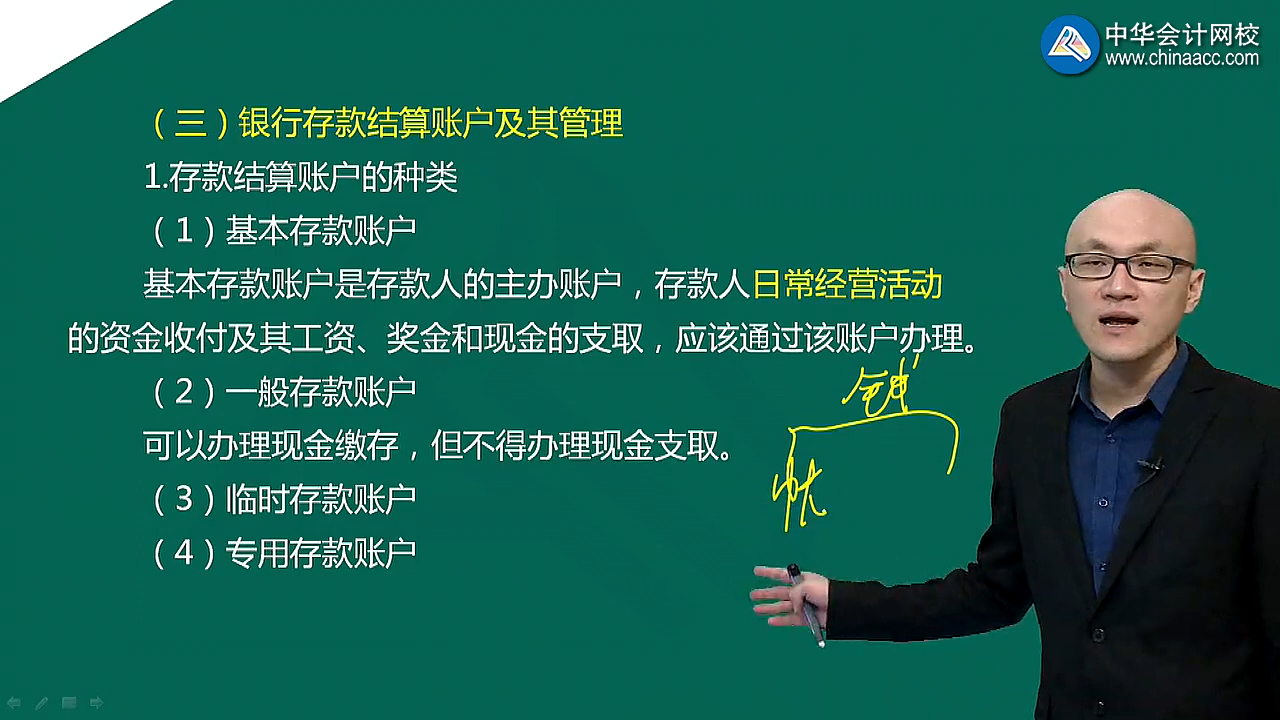 中华会计网校
www.chinaacc.com
（三）银行存款结算账户及其管理
1.存款结算账户的种类
（1）基本存款账户
基本存款账户是存款人的主办账户，存款人日常经营活动
的资金收付及其工资、奖金和现金的支取，应该通过该账户办理。
（2）一般存款账户
钱
可以办理现金缴存，但不得办理现金支取。
（3）临时存款账户
（4）专用存款账户